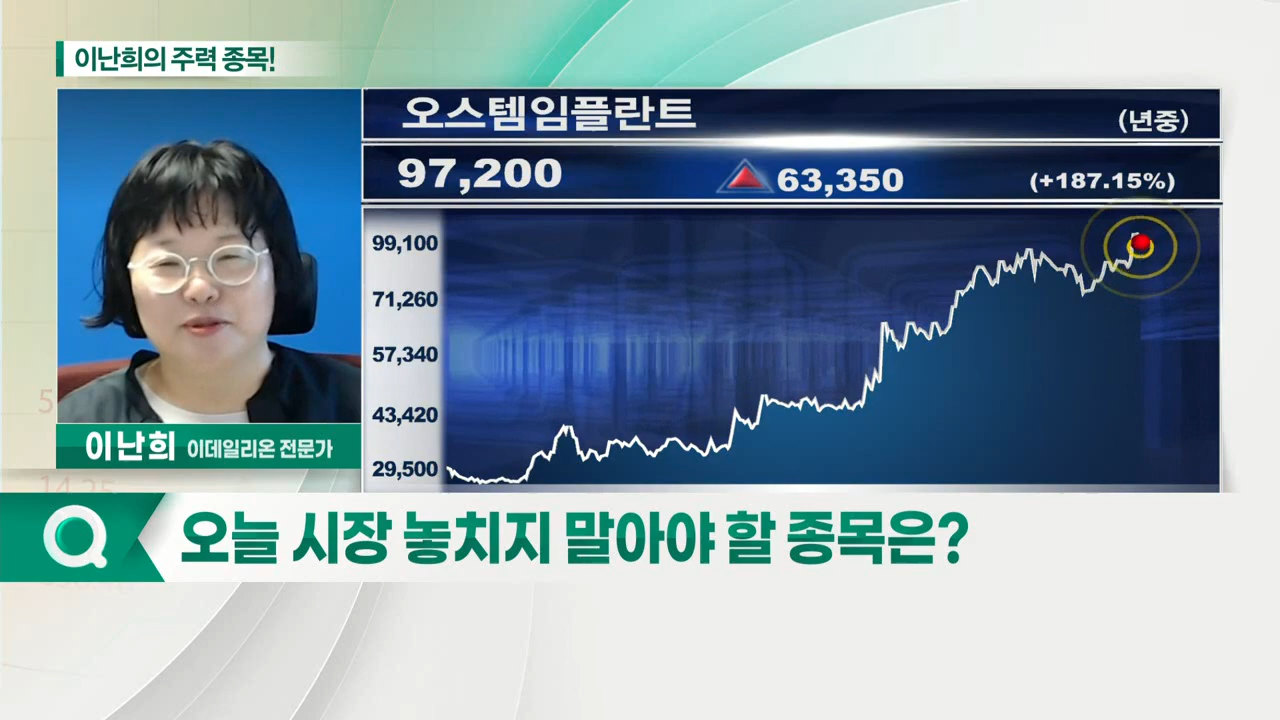 이난희의 주력 종목!
오스템임플란트 (년중)
97,200 63,350 (+187.15%)
99,100
71,260
57,340
43,420
29,500
이난희 이데일리온 전문가
5
14.25
Q 오늘 시장 놓치지 말아야 할 종목은?